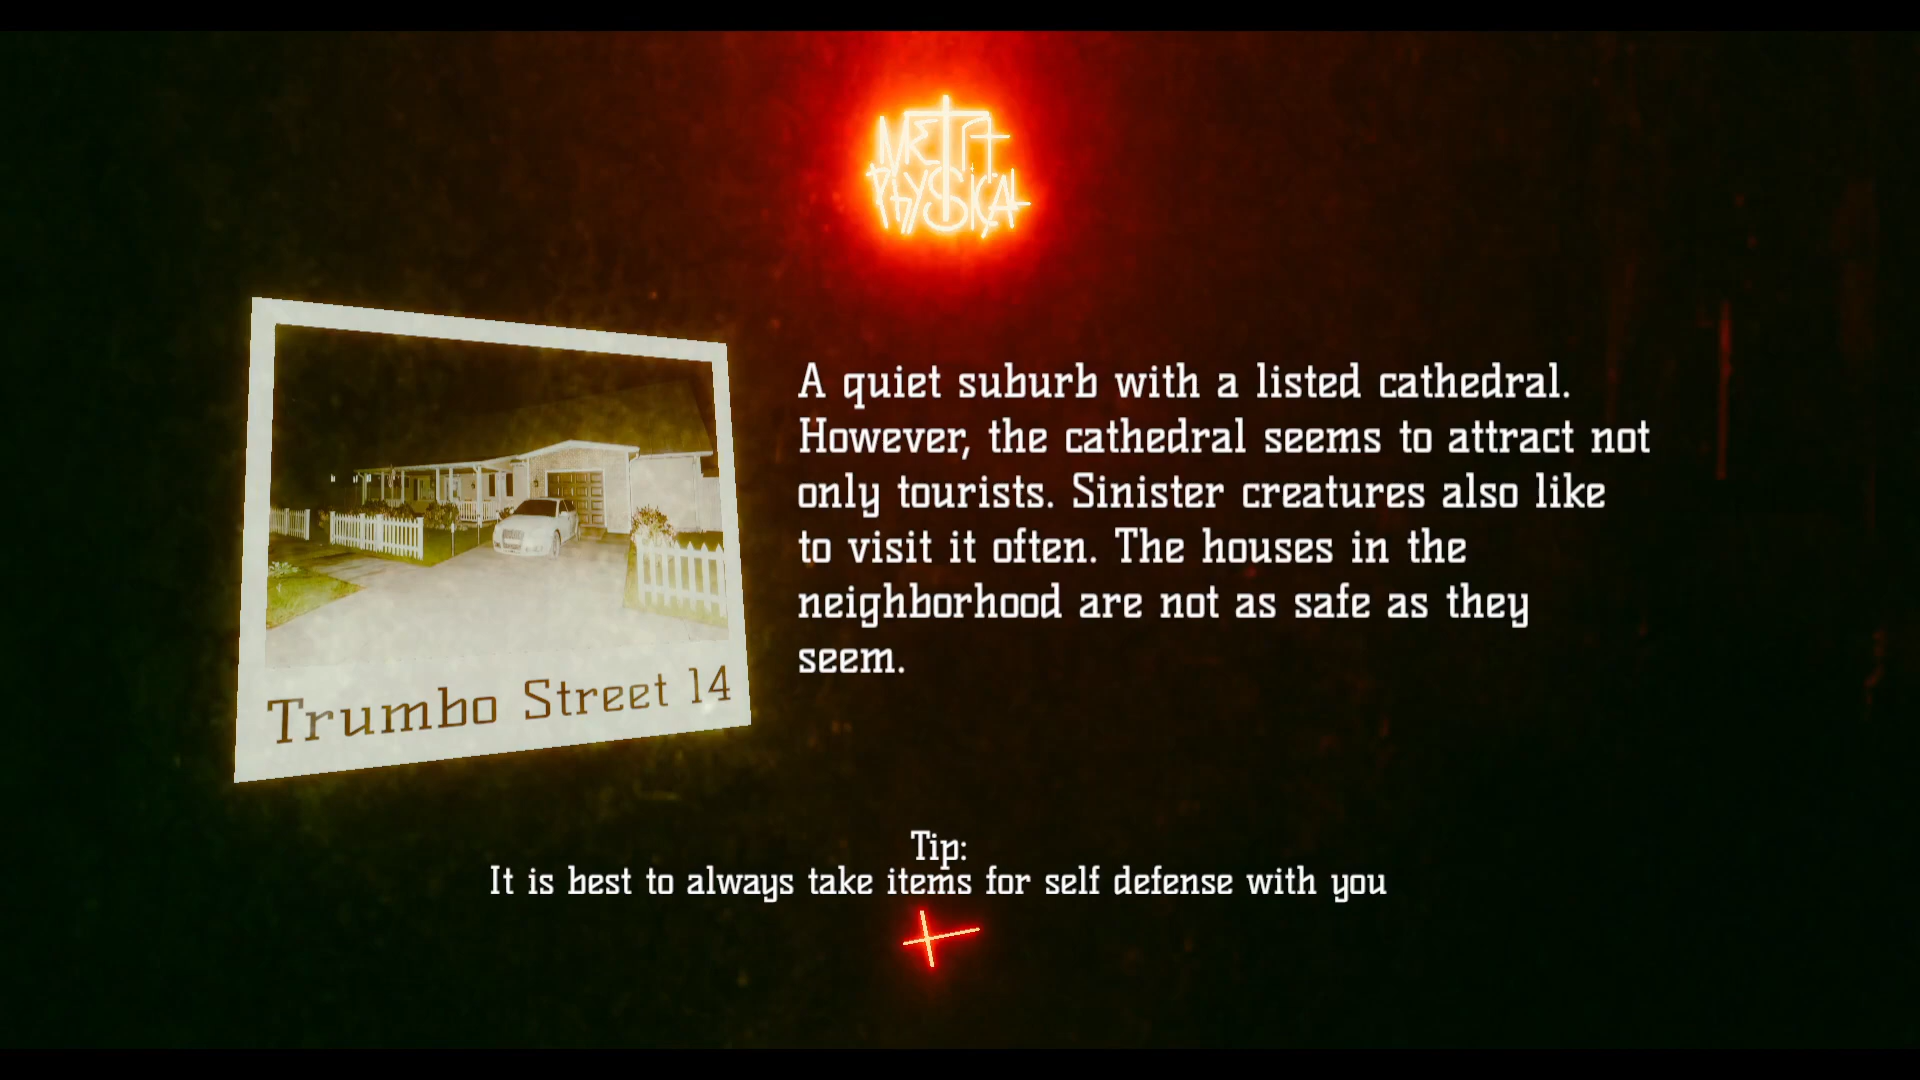 METAPHYSICAL
A quiet suburb with a listed cathedral.
However, the cathedral seems to attract not
only tourists. Sinister creatures also like
to visit it often. The houses in the
neighborhood are not as safe as they
seem.
Trumbo Street 14
Tip:
It is best to always take items for self defense with you